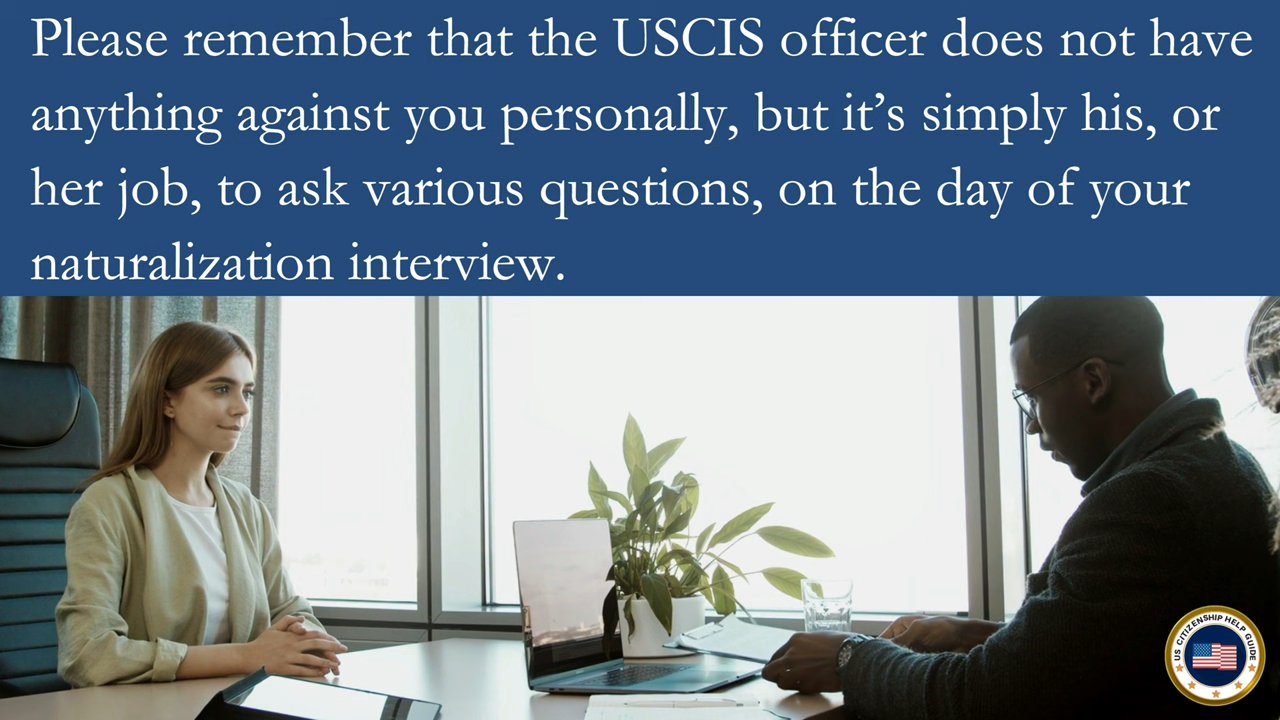 Please remember that the USCIS officer does not have
anything against you personally, but it’s simply his, or
her job, to ask various questions, on the day of your
naturalization interview.
US CITIZENSHIP HELP GUIDE